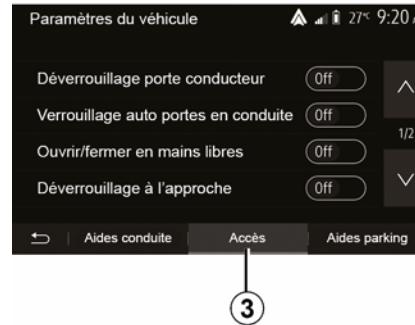 Paramètres du véhicule 27°C 9:20
Déverrouillage porte conducteur Off
Verrouillage auto portes en conduite Off
1/2
Ouvrir/fermer en mains libres Off
Déverrouillage à l'approche Off
Aides conduite Accès Aides parking
3